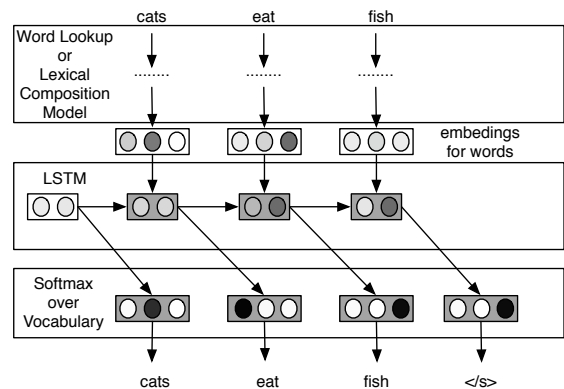 cats eat fish
Word Lookup
or
Lexical
Composition
Model
embedings
for words
LSTM
Softmax
over
Vocabulary
cats eat fish </s>